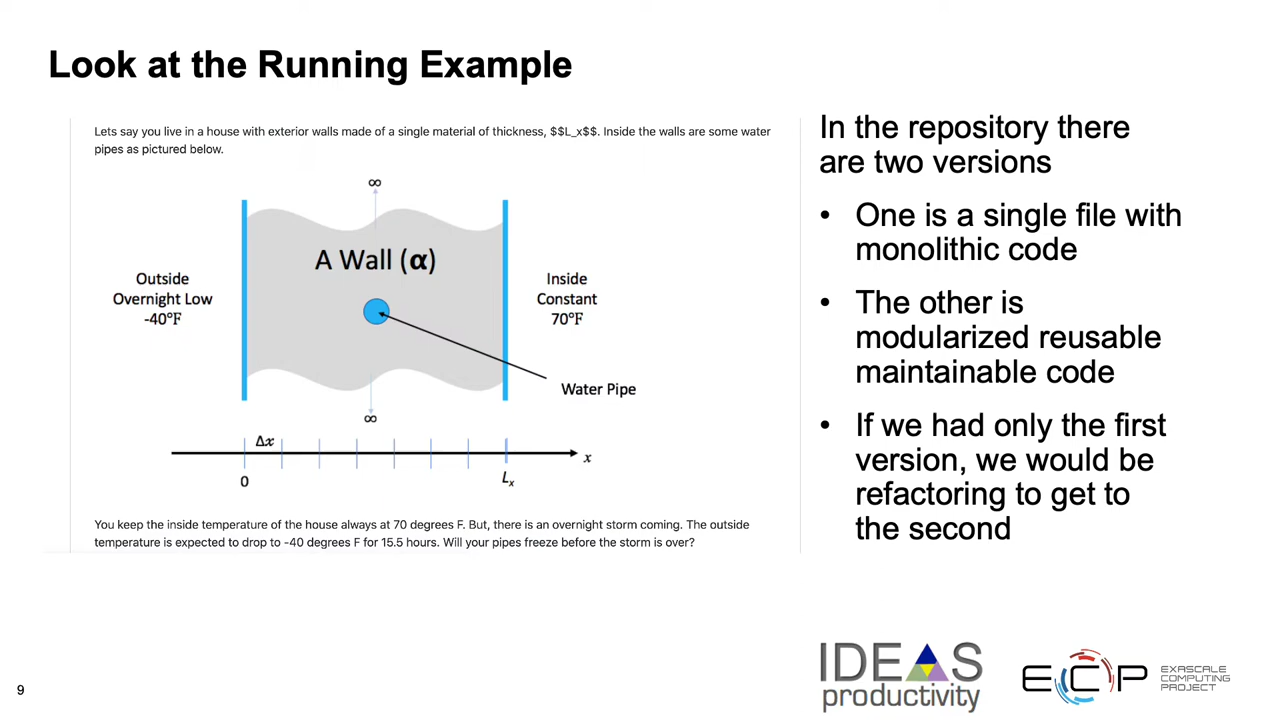 Look at the Running Example
Lets say you live in a house with exterior walls made of a single material of thickness, $$L_x$$. Inside the walls are some water
pipes as pictured below.
∞
A Wall (α)
Outside
Overnight Low
-40°F
Inside
Constant
70°F
Water Pipe
∞
Δx
x
0
Lₓ
You keep the inside temperature of the house always at 70 degrees F. But, there is an overnight storm coming. The outside
temperature is expected to drop to -40 degrees F for 15.5 hours. Will your pipes freeze before the storm is over?
In the repository there
are two versions
• One is a single file with
monolithic code
• The other is
modularized reusable
maintainable code
• If we had only the first
version, we would be
refactoring to get to
the second
9
IDEAS
productivity
ECP
EXASCALE
COMPUTING
PROJECT